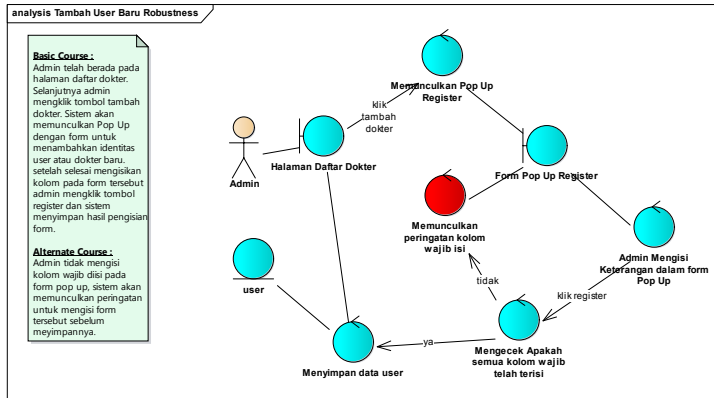 analysis Tambah User Baru Robustness
Basic Course :
Admin telah berada pada
halaman daftar dokter.
Selanjutnya admin
mengklik tombol tambah
dokter. Sistem akan
memunculkan Pop Up
dengan form untuk
menambahkan identitas
user atau dokter baru.
setelah selesai mengisikan
kolom pada form tersebut
admin mengklik tombol
register dan sistem
menyimpan hasil pengisian
form.
Alternate Course :
Admin tidak mengisi
kolom wajib diisi pada
form pop up, sistem akan
memunculkan peringatan
untuk mengisi form
tersebut sebelum
meyimpannya.
Admin
Halaman Daftar Dokter
klik
tambah
dokter
Memunculkan Pop Up
Register
Form Pop Up Register
Memunculkan
peringatan kolom
wajib isi
Admin Mengisi
Keterangan dalam form
Pop Up
klik register
tidak
user
ya
Menyimpan data user
Mengecek Apakah
semua kolom wajib
telah terisi